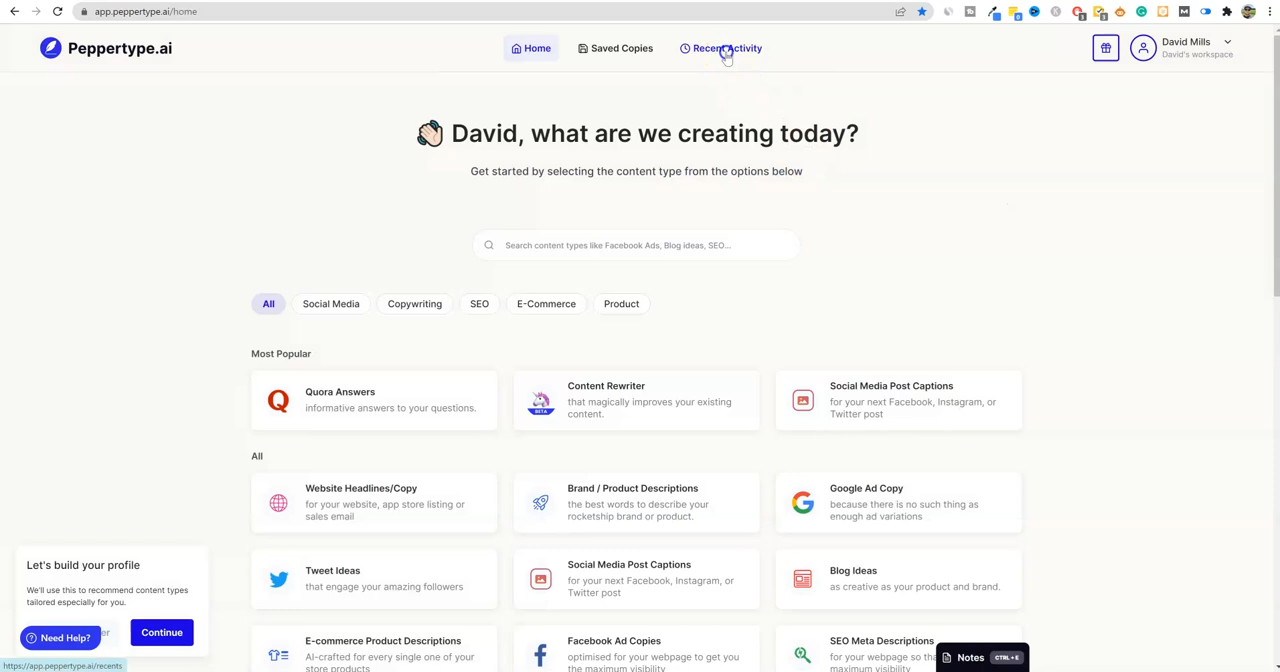 app.peppertype.ai/home
Peppertype.ai
Home
Saved Copies
Recent Activity
David Mills
David's workspace
David, what are we creating today?
Get started by selecting the content type from the options below
Search content types like Facebook Ads, Blog ideas, SEO...
All
Social Media
Copywriting
SEO
E-Commerce
Product
Most Popular
Quora Answers
informative answers to your questions.
BETA
Content Rewriter
that magically improves your existing
content.
Social Media Post Captions
for your next Facebook, Instagram, or
Twitter post
All
Website Headlines/Copy
for your website, app store listing or
sales email
Brand / Product Descriptions
the best words to describe your
rocketship brand or product.
Google Ad Copy
because there is no such thing as
enough ad variations
Tweet Ideas
that engage your amazing followers
Social Media Post Captions
for your next Facebook, Instagram, or
Twitter post
Blog Ideas
as creative as your product and brand.
E-commerce Product Descriptions
AI-crafted for every single one of your
store products
Facebook Ad Copies
optimised for your webpage to get you
the maximum visibility
SEO Meta Descriptions
for your webpage so
maximum visibility
Let's build your profile
We'll use this to recommend content types
tailored especially for you.
Need Help?
er
Continue
Notes
CTRL+E
https://app.peppertype.ai/recents